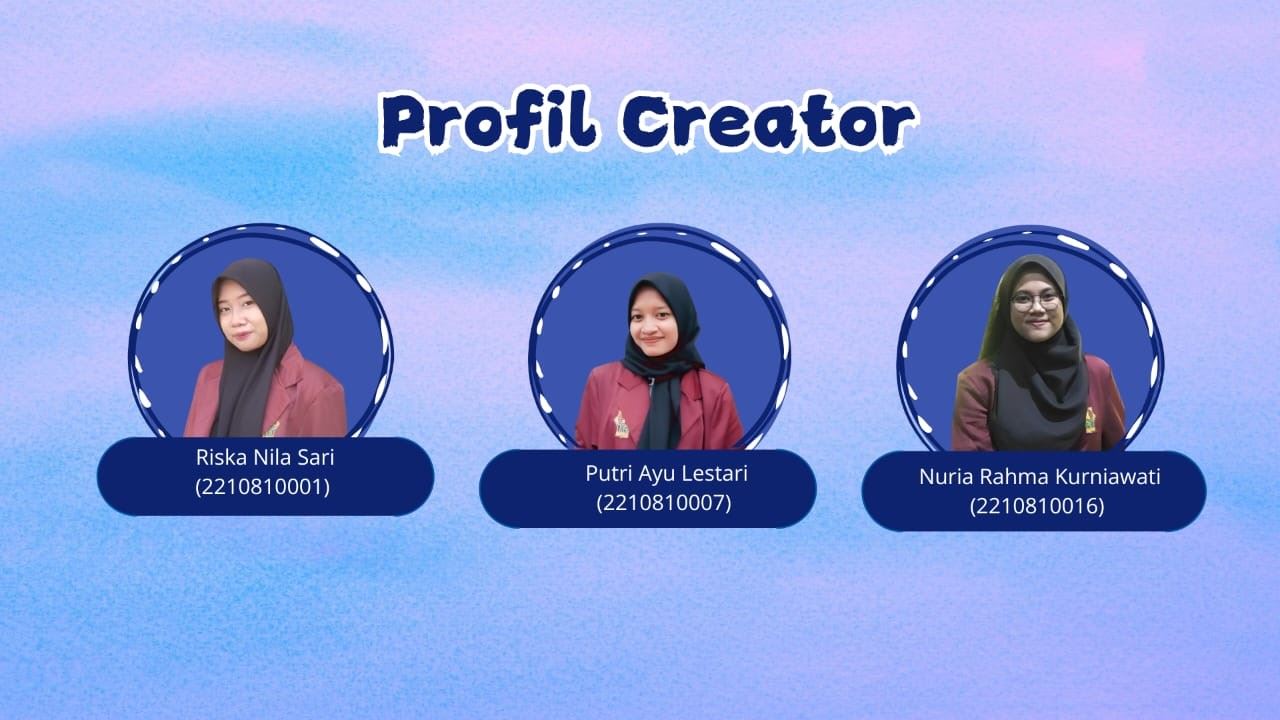 Profil Creator
Riska Nila Sari
(2210810001)
Putri Ayu Lestari
(2210810007)
Nuria Rahma Kurniawati
(2210810016)